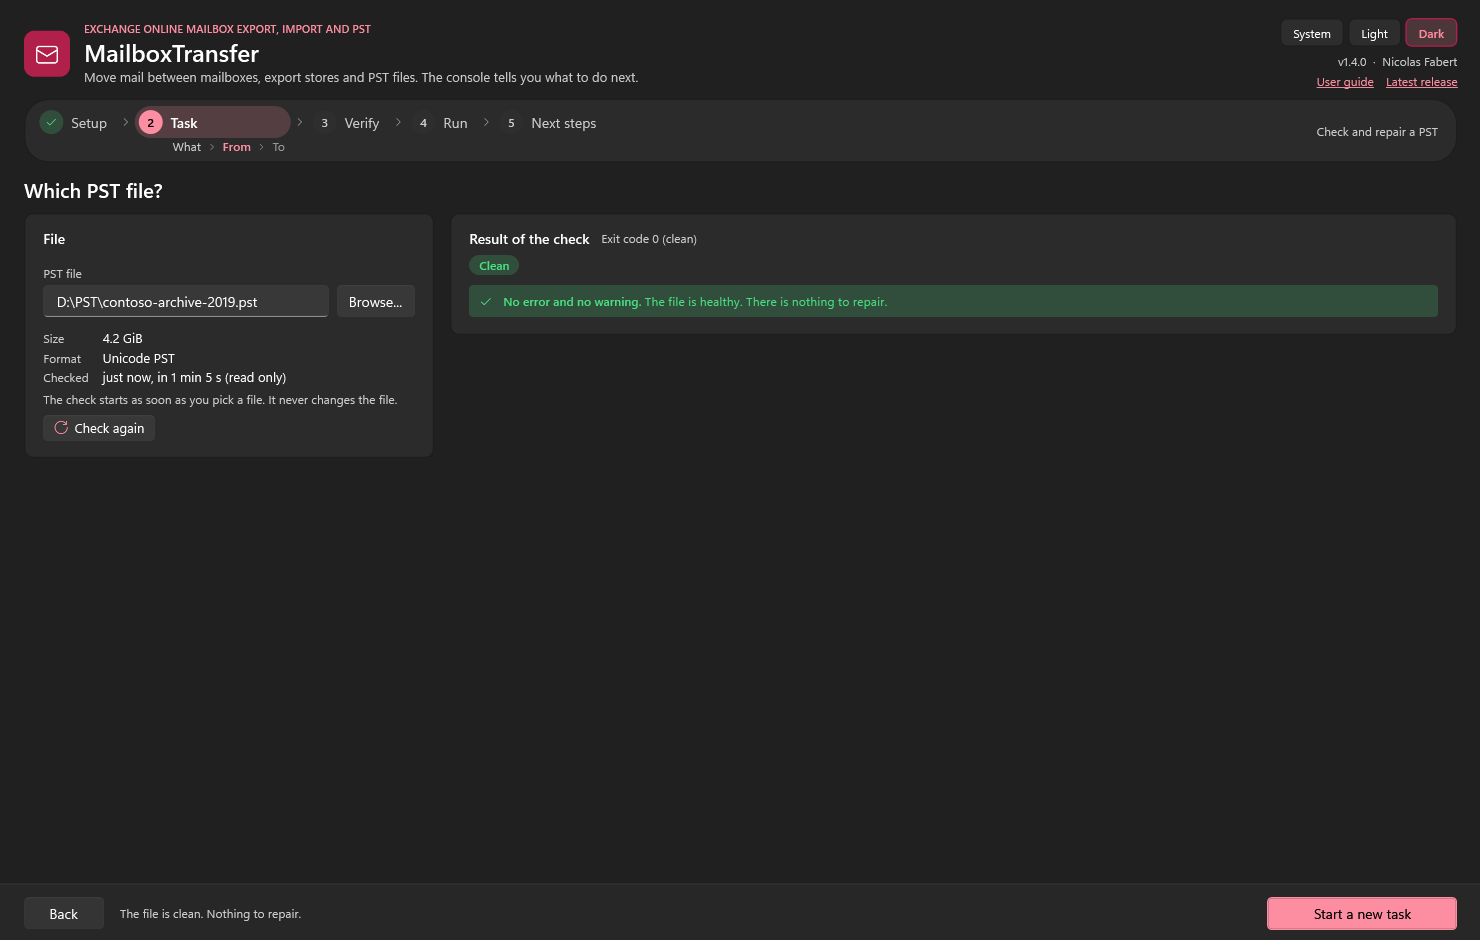 EXCHANGE ONLINE MAILBOX EXPORT, IMPORT AND PST
MailboxTransfer
Move mail between mailboxes, export stores and PST files. The console tells you what to do next.
System Light Dark
v1.4.0 · Nicolas Fabert
User guide Latest release
Setup 2 Task 3 Verify 4 Run 5 Next steps
What From To
Check and repair a PST
Which PST file?
File
PST file
D:\PST\contoso-archive-2019.pst Browse...
Size 4.2 GiB
Format Unicode PST
Checked just now, in 1 min 5 s (read only)
The check starts as soon as you pick a file. It never changes the file.
Check again
Result of the check Exit code 0 (clean)
Clean
No error and no warning. The file is healthy. There is nothing to repair.
Back The file is clean. Nothing to repair. Start a new task